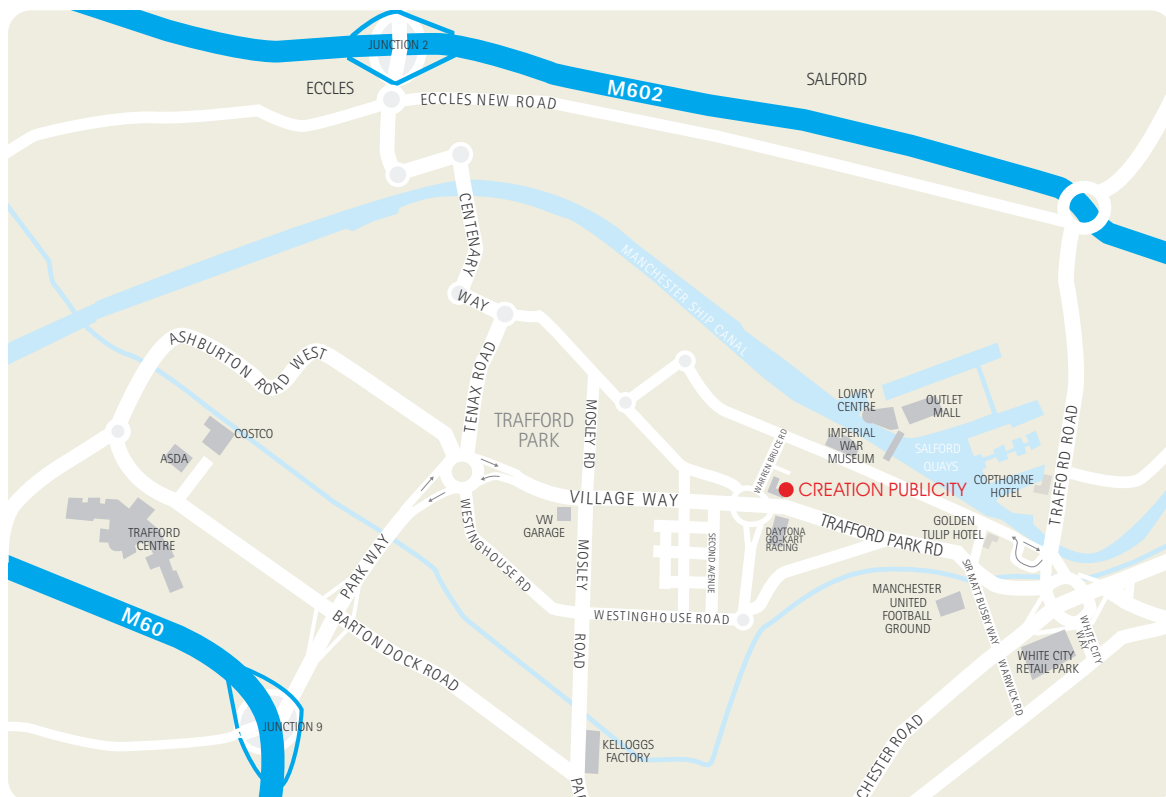 JUNCTION 2
ECCLES
ECCLES NEW ROAD
M602
SALFORD
CENTENARY
WAY
MANCHESTER SHIP CANAL
ASHBURTON ROAD WEST
TENAX ROAD
TRAFFORD
PARK
MOSLEY RD
COSTCO
ASDA
TRAFFORD
CENTRE
LOWRY
CENTRE
OUTLET
MALL
IMPERIAL
WAR
MUSEUM
SALFORD
QUAYS
COPTHORNE
HOTEL
TRAFFORD ROAD
WARREN BRUCE RD
CREATION PUBLICITY
VILLAGE WAY
VW
GARAGE
WESTINGHOUSE RD
MOSLEY
ROAD
SECOND AVENUE
DAYTONA
GO-KART
RACING
TRAFFORD PARK RD
GOLDEN
TULIP HOTEL
SIR MATT BUSBY WAY
WARWICK RD
MANCHESTER
UNITED
FOOTBALL
GROUND
WHITE CITY
WAY
WHITE CITY
RETAIL PARK
WESTINGHOUSE ROAD
PARK WAY
BARTON DOCK ROAD
M60
JUNCTION 9
KELLOGGS
FACTORY
PAR
CHESTER ROAD